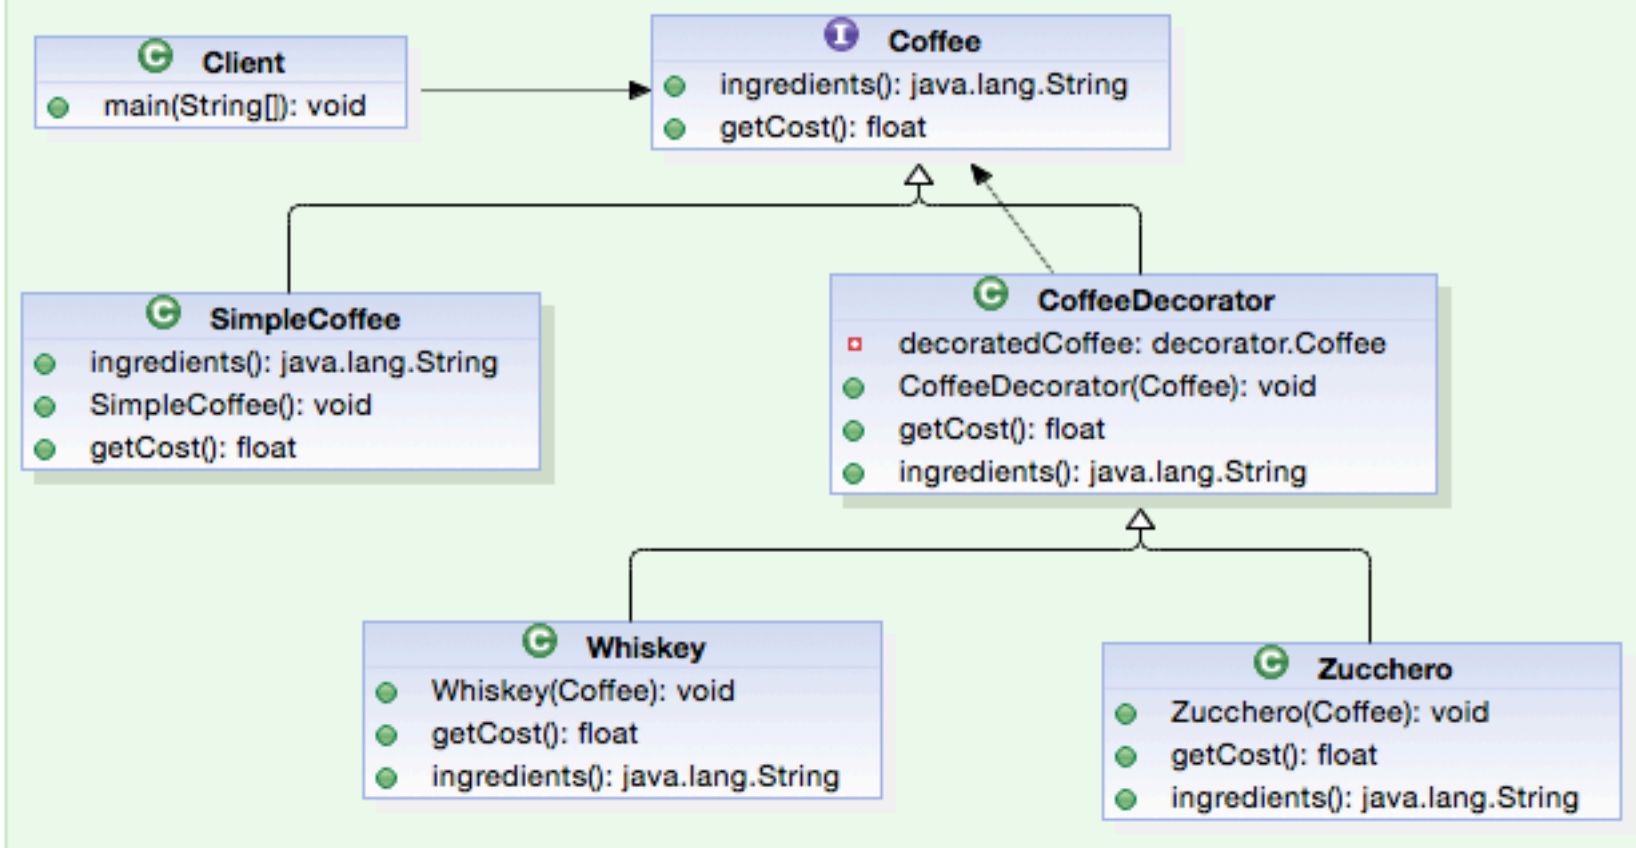 C Client
main(String[]): void
I Coffee
ingredients(): java.lang.String
getCost(): float
C SimpleCoffee
ingredients(): java.lang.String
SimpleCoffee(): void
getCost(): float
C CoffeeDecorator
decoratedCoffee: decorator.Coffee
CoffeeDecorator(Coffee): void
getCost(): float
ingredients(): java.lang.String
C Whiskey
Whiskey(Coffee): void
getCost(): float
ingredients(): java.lang.String
C Zucchero
Zucchero(Coffee): void
getCost(): float
ingredients(): java.lang.String